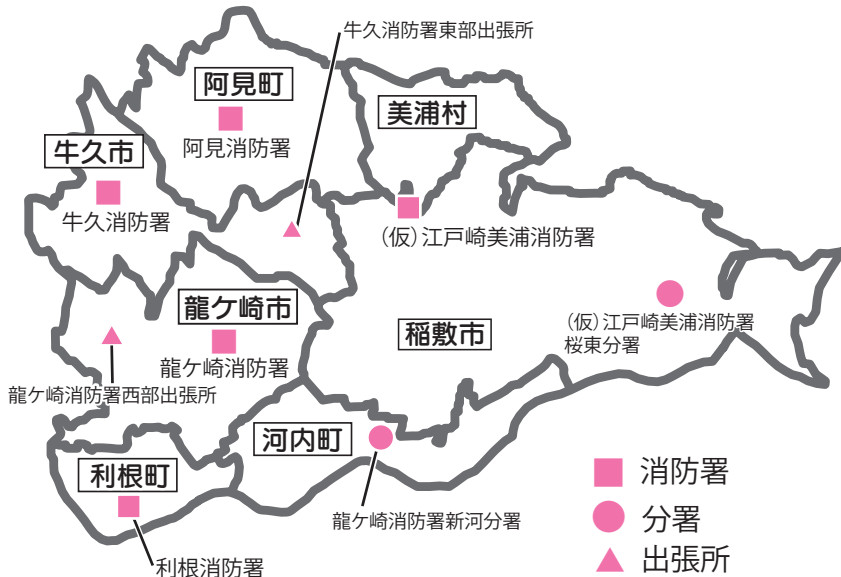 牛久消防署東部出張所
阿見町
阿見消防署
美浦村
牛久市
牛久消防署
(仮)江戸崎美浦消防署
龍ケ崎市
龍ケ崎消防署
稲敷市
(仮)江戸崎美浦消防署
桜東分署
龍ケ崎消防署西部出張所
河内町
利根町
龍ケ崎消防署新河分署
利根消防署
消防署
分署
出張所